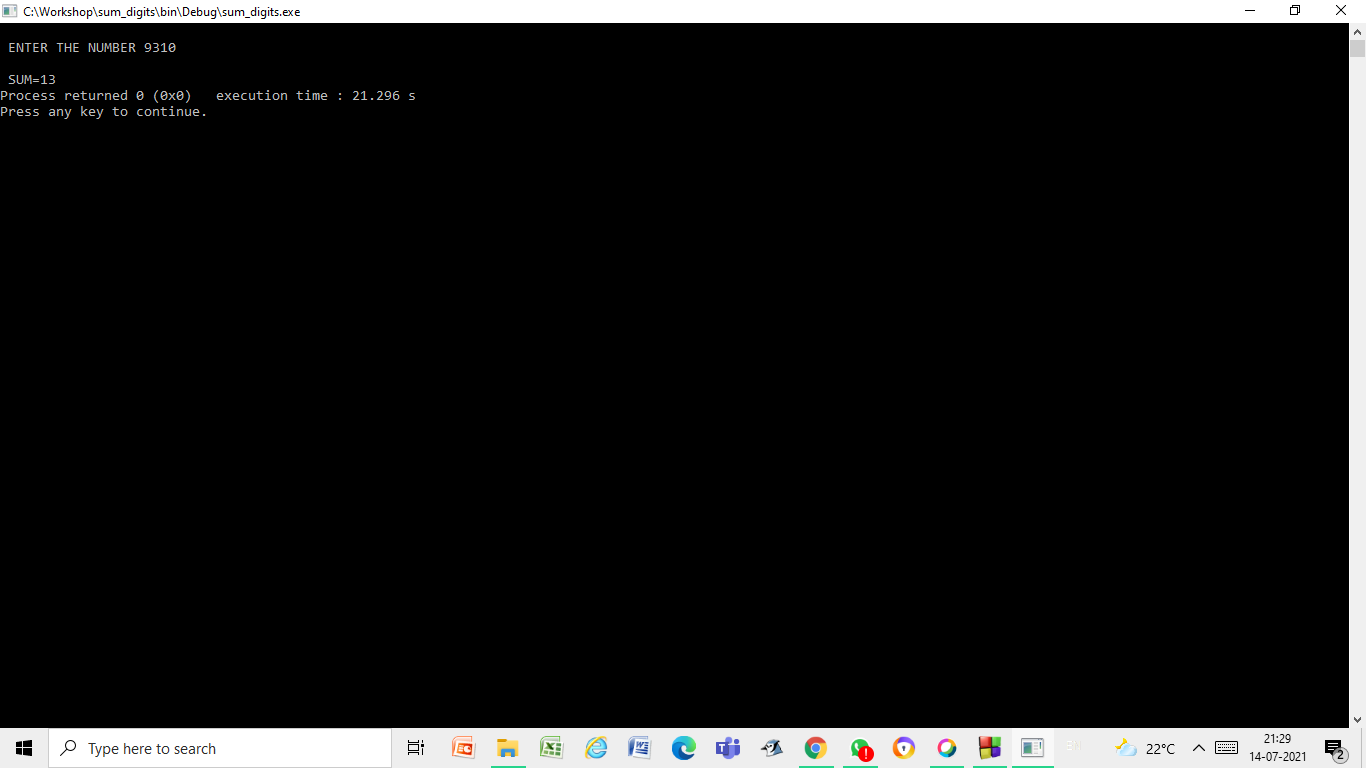 C:\Workshop\sum_digits\bin\Debug\sum_digits.exe
ENTER THE NUMBER 9310
SUM=13
Process returned 0 (0x0)   execution time : 21.296 s
Press any key to continue.
Type here to search
22°C
21:29
14-07-2021
2